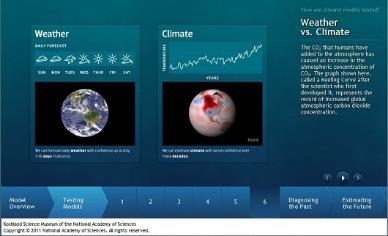 How are climate models tested?
Weather
vs. Climate
The CO₂ that humans have
added to the atmosphere has
caused an increase in the
atmospheric concentration of
CO₂. The graph shown here,
called a Keeling Curve after
the scientist who first
developed it, represents the
record of increased global
atmospheric carbon dioxide
concentration.
Weather
DAILY FORECAST
SUN MON TUES WED THU FRI SAT
We can forecast daily weather with confidence up to only
days in advance.
Climate
TEMPERATURE
YEARS
NOAA
We can estimate climate with some confidence over
many decades.
Model
Overview
Testing
Models
1 2 3 4 5 6
Diagnosing
the Past
Estimating
the Future
Koshland Science Museum of the National Academy of Sciences
Copyright © 2011 National Academy of Sciences. All rights reserved.